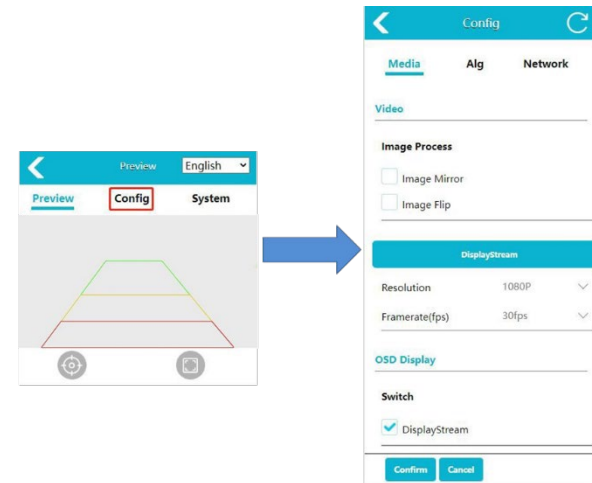 Preview
English
Preview Config System
Config
Media Alg Network
Video
Image Process
Image Mirror
Image Flip
DisplayStream
Resolution 1080P
Framerate(fps) 30fps
OSD Display
Switch
DisplayStream
Confirm Cancel